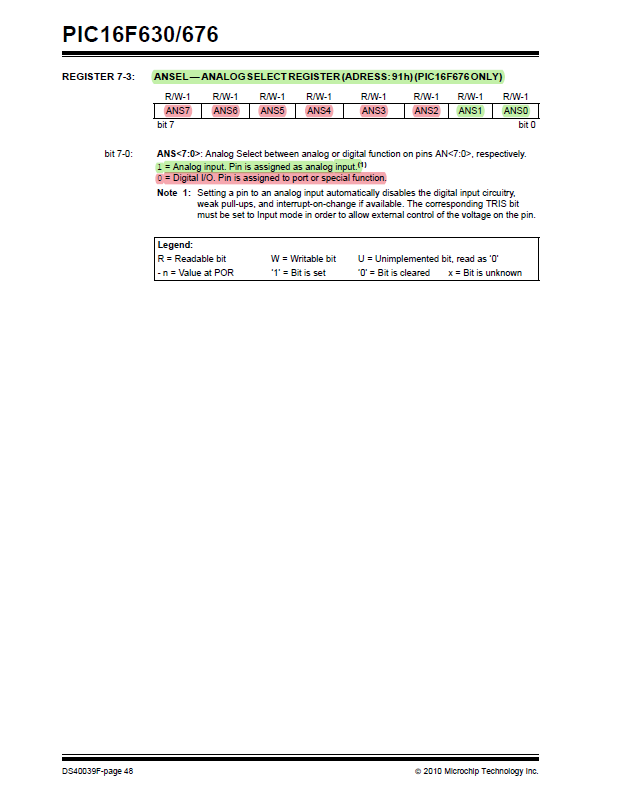 PIC16F630/676
REGISTER 7-3: ANSEL — ANALOG SELECT REGISTER (ADRESS: 91h) (PIC16F676 ONLY)
R/W-1 R/W-1 R/W-1 R/W-1 R/W-1 R/W-1 R/W-1 R/W-1
ANS7 ANS6 ANS5 ANS4 ANS3 ANS2 ANS1 ANS0
bit 7 bit 0
bit 7-0: ANS<7:0>: Analog Select between analog or digital function on pins AN<7:0>, respectively.
1 = Analog input. Pin is assigned as analog input.(1)
0 = Digital I/O. Pin is assigned to port or special function.
Note 1: Setting a pin to an analog input automatically disables the digital input circuitry,
weak pull-ups, and interrupt-on-change if available. The corresponding TRIS bit
must be set to Input mode in order to allow external control of the voltage on the pin.
Legend:
R = Readable bit W = Writable bit U = Unimplemented bit, read as '0'
- n = Value at POR '1' = Bit is set '0' = Bit is cleared x = Bit is unknown
DS40039F-page 48 © 2010 Microchip Technology Inc.